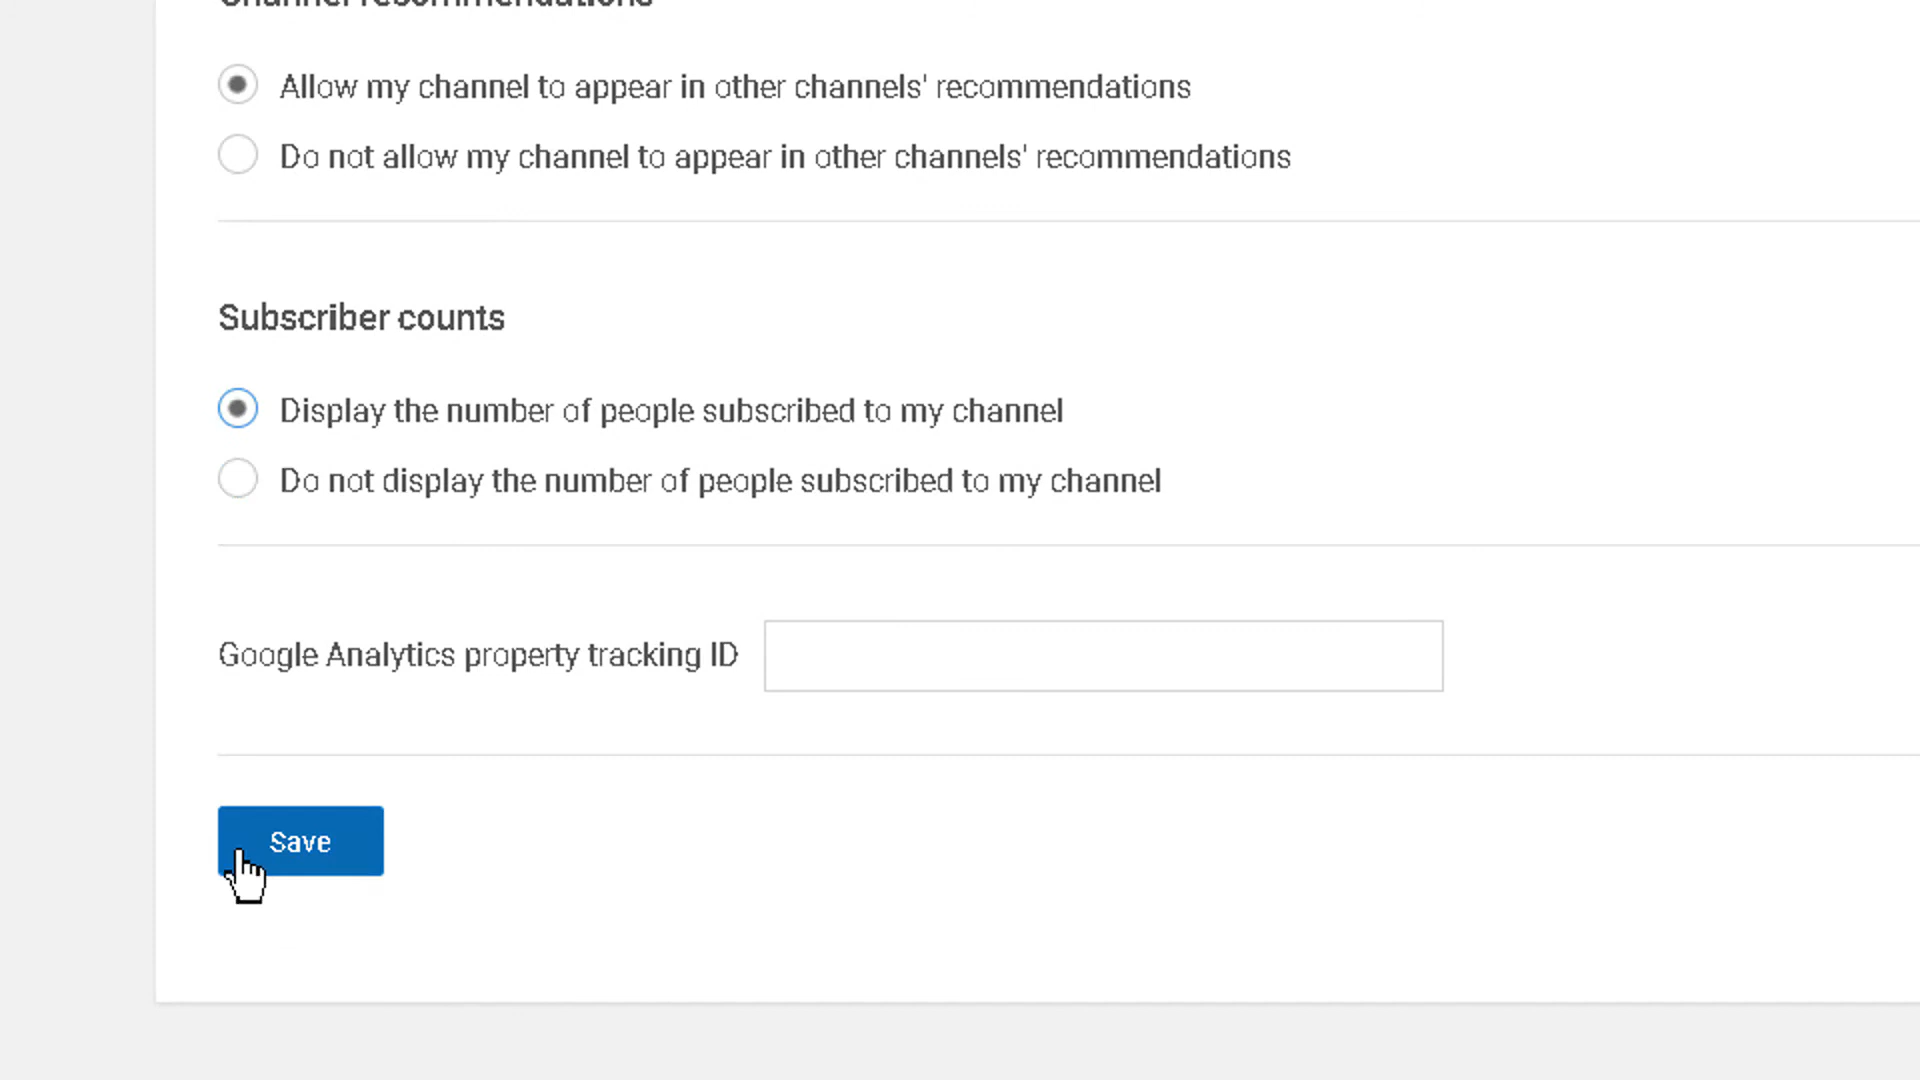 Channel recommendations
Allow my channel to appear in other channels' recommendations
Do not allow my channel to appear in other channels' recommendations
Subscriber counts
Display the number of people subscribed to my channel
Do not display the number of people subscribed to my channel
Google Analytics property tracking ID
Save